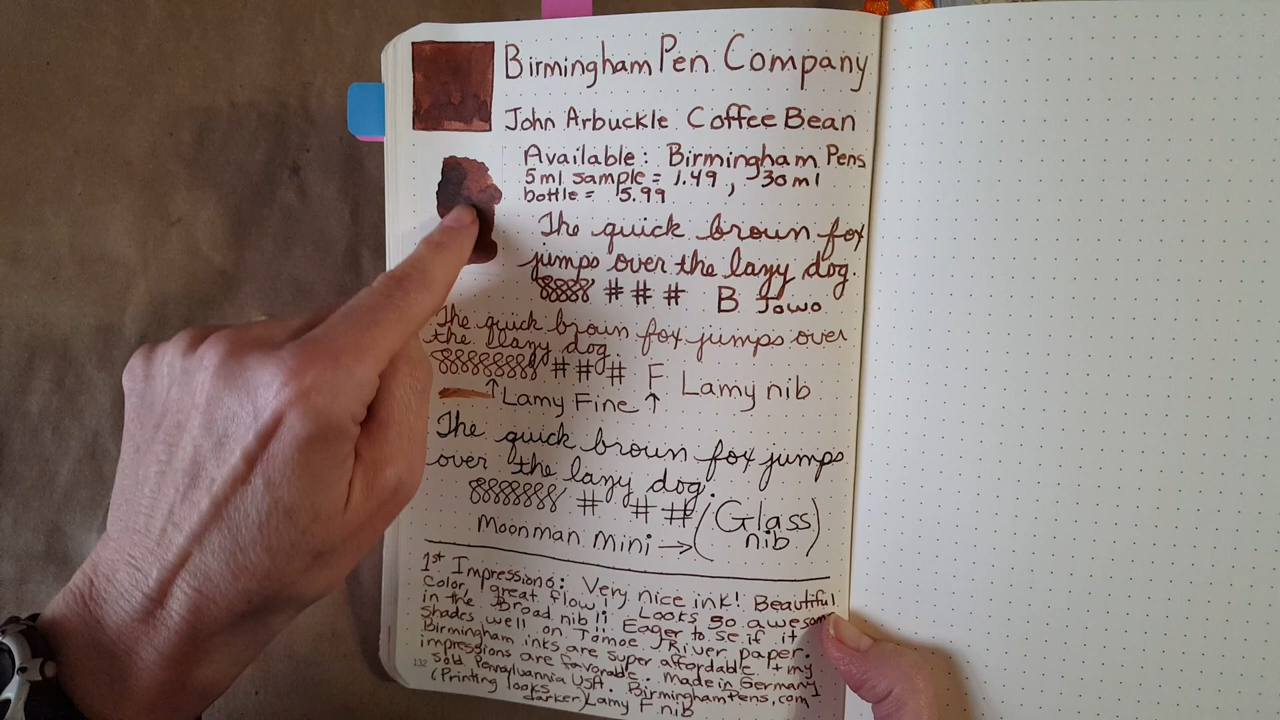 Birmingham Pen Company
John Arbuckle Coffee Bean
Available: Birmingham Pens
5ml sample = 1.49, 30ml
bottle = 5.99
The quick brown fox
jumps over the lazy dog.
### B Jowo
The quick brown fox jumps over
the lazy dog
### F Lamy nib
↑ Lamy Fine ↑
The quick brown fox jumps
over the lazy dog.
# ## (Glass
nib)
Moonman Mini →
1st Impressions: Very nice ink! Beautiful
Color, great flow! Looks so awesome
in the Broad nib!! Eager to se if it
Shades well on Tomoe River paper.
Birmingham inks are super affordable + my
impressions are favorable. made in Germany
sold Pennsylvannia USA. BirminghamPens.com
(Printing looks
darker) Lamy F nib
132